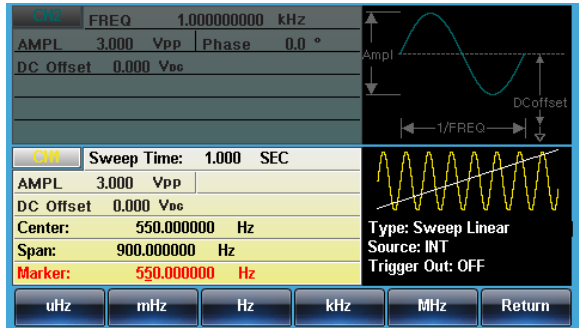 CH2 FREQ 1.000000000 kHz
AMPL 3.000 Vpp Phase 0.0 °
DC Offset 0.000 VDC
Ampl
DCoffset
1/FREQ
CH1 Sweep Time: 1.000 SEC
AMPL 3.000 Vpp
DC Offset 0.000 VDC
Center: 550.000000 Hz
Span: 900.000000 Hz
Marker: 550.000000 Hz
Type: Sweep Linear
Source: INT
Trigger Out: OFF
uHz mHz Hz kHz MHz Return